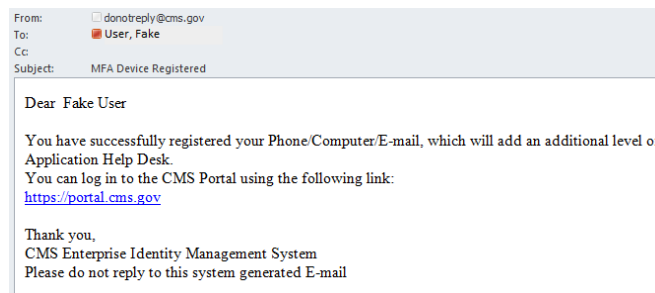 From: donotreply@cms.gov
To: User, Fake
Cc:
Subject: MFA Device Registered
Dear Fake User
You have successfully registered your Phone/Computer/E-mail, which will add an additional level
Application Help Desk.
You can log in to the CMS Portal using the following link:
https://portal.cms.gov
Thank you,
CMS Enterprise Identity Management System
Please do not reply to this system generated E-mail